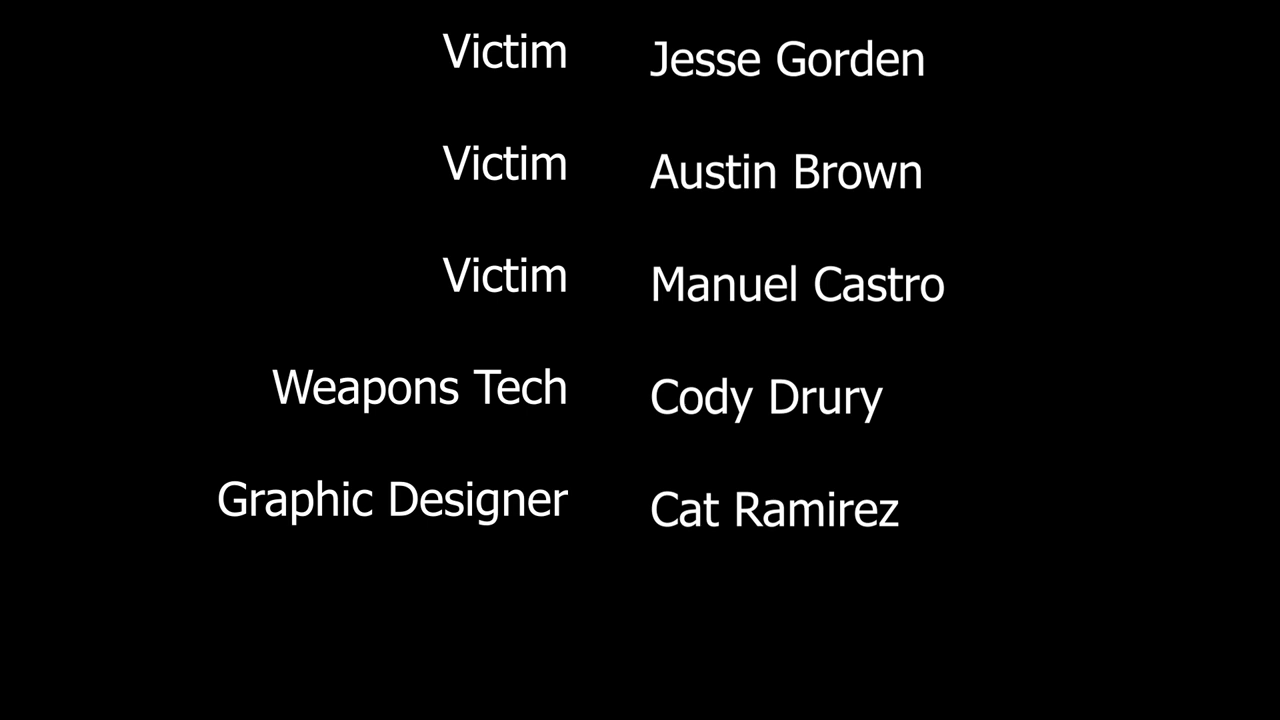 Victim Jesse Gorden
Victim Austin Brown
Victim Manuel Castro
Weapons Tech Cody Drury
Graphic Designer Cat Ramirez